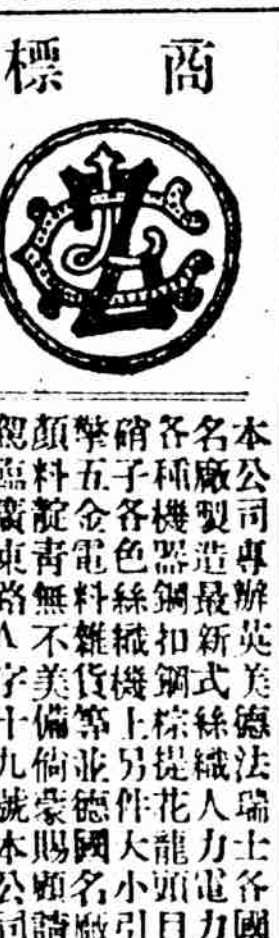 商標
本公司專辦英美德法瑞士各國
名廠製造最新式絲織人力電力
各種機器鋼扣鋼棕提花龍頭目
硝子各色絲織機上另件大小引
擎五金電料雜貨等並德國名廠
顏料靛青無不美備倘蒙賜顧請
臨廣東路A字十九號本公司